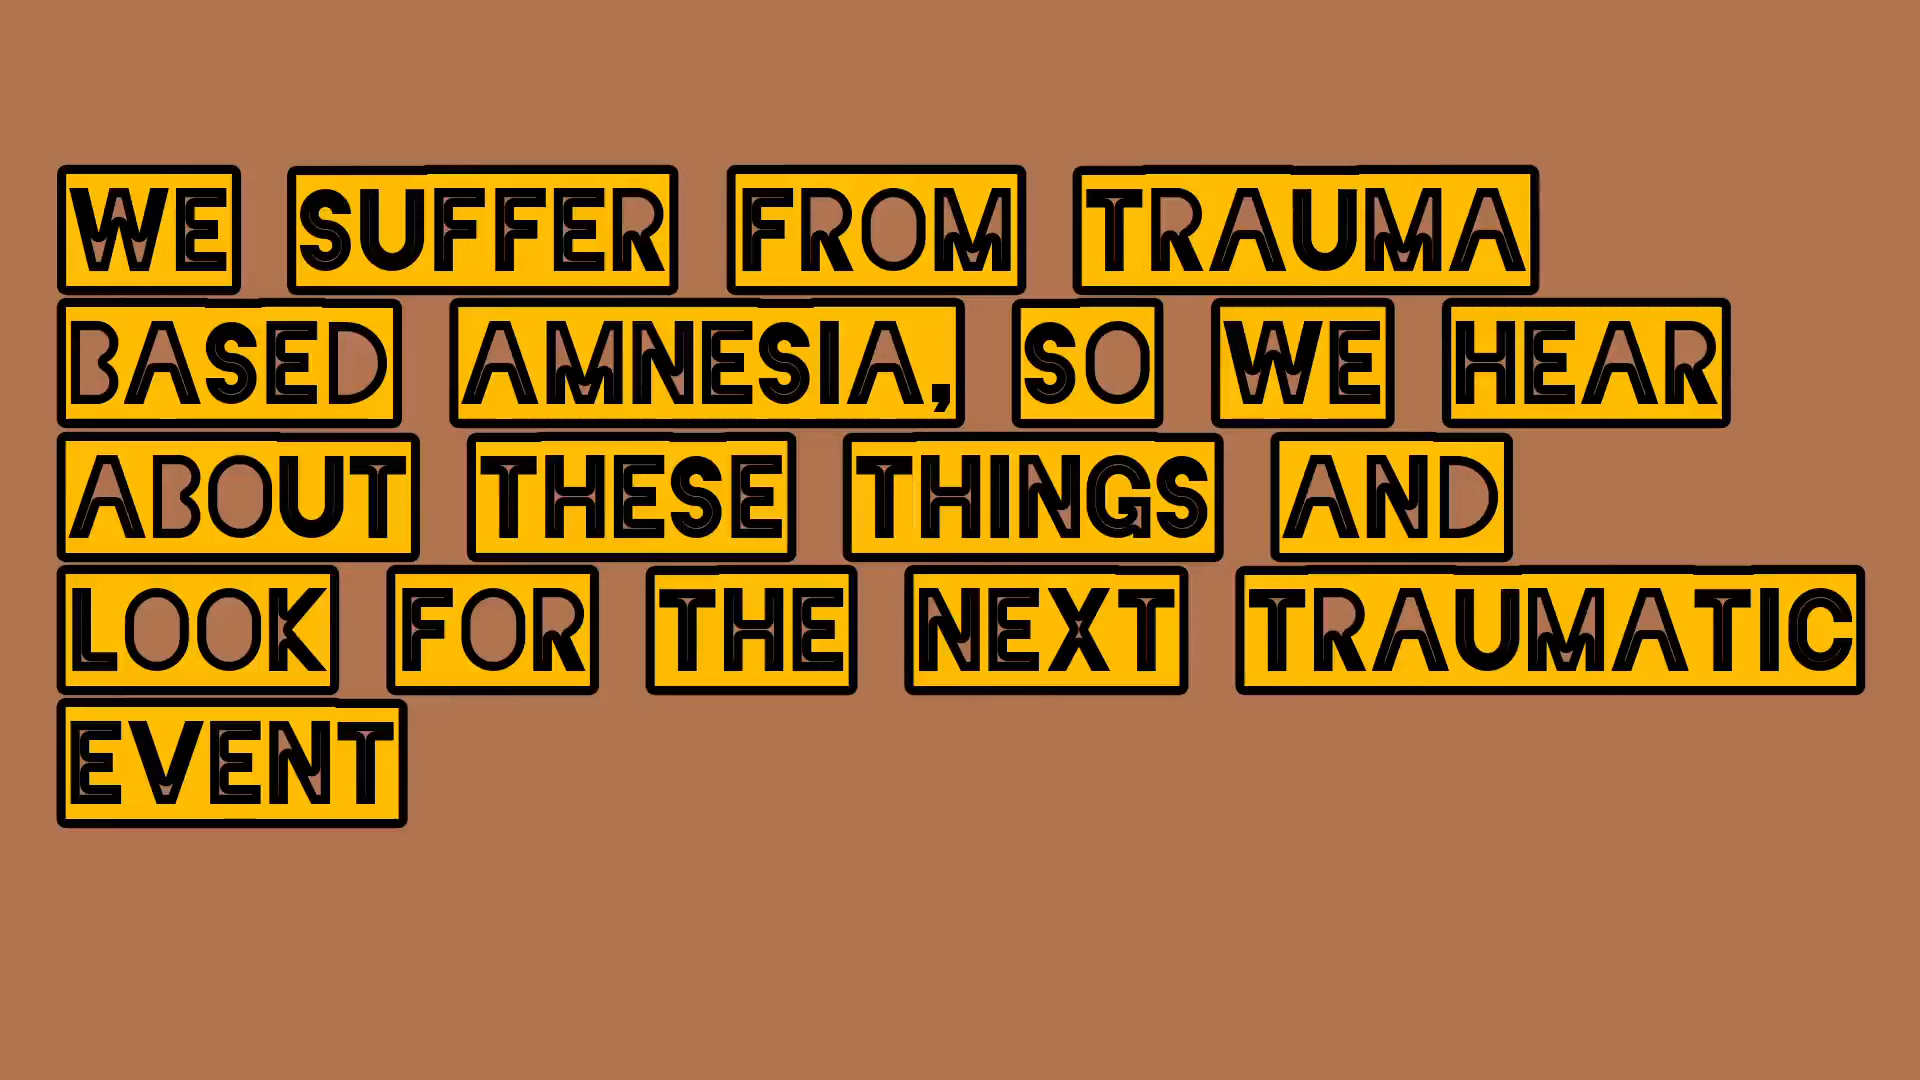 WE SUFFER FROM TRAUMA
BASED AMNESIA, SO WE HEAR
ABOUT THESE THINGS AND
LOOK FOR THE NEXT TRAUMATIC
EVENT